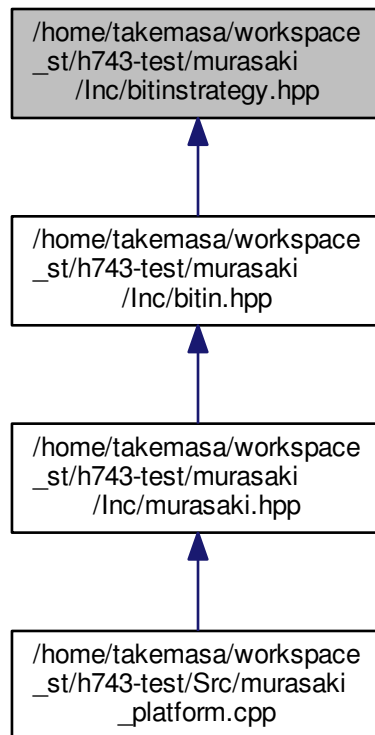 /home/takemasa/workspace
_st/h743-test/murasaki
/Inc/bitinstrategy.hpp
/home/takemasa/workspace
_st/h743-test/murasaki
/Inc/bitin.hpp
/home/takemasa/workspace
_st/h743-test/murasaki
/Inc/murasaki.hpp
/home/takemasa/workspace
_st/h743-test/Src/murasaki
_platform.cpp